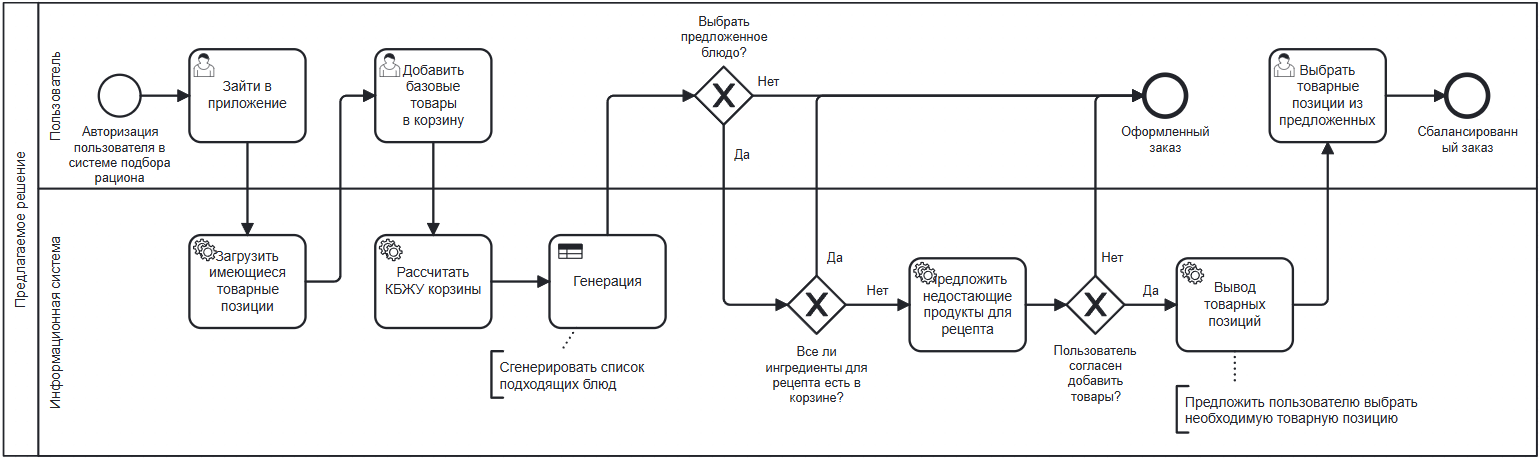 Предлагаемое решение
Пользователь
Информационная система
Авторизация
пользователя в
системе подбора
рациона
Зайти в
приложение
Загрузить
имеющиеся
товарные
позиции
Добавить
базовые
товары
в корзину
Рассчитать
КБЖУ корзины
Генерация
Сгенерировать список
подходящих блюд
Выбрать
предложенное
блюдо?
Нет
Да
Все ли
ингредиенты для
рецепта есть в
корзине?
Да
Нет
Предложить
недостающие
продукты для
рецепта
Пользователь
согласен
добавить
товары?
Нет
Да
Оформленный
заказ
Вывод
товарных
позиций
Предложить пользователю выбрать
необходимую товарную позицию
Выбрать
товарные
позиции из
предложенных
Сбалансированн
ый заказ